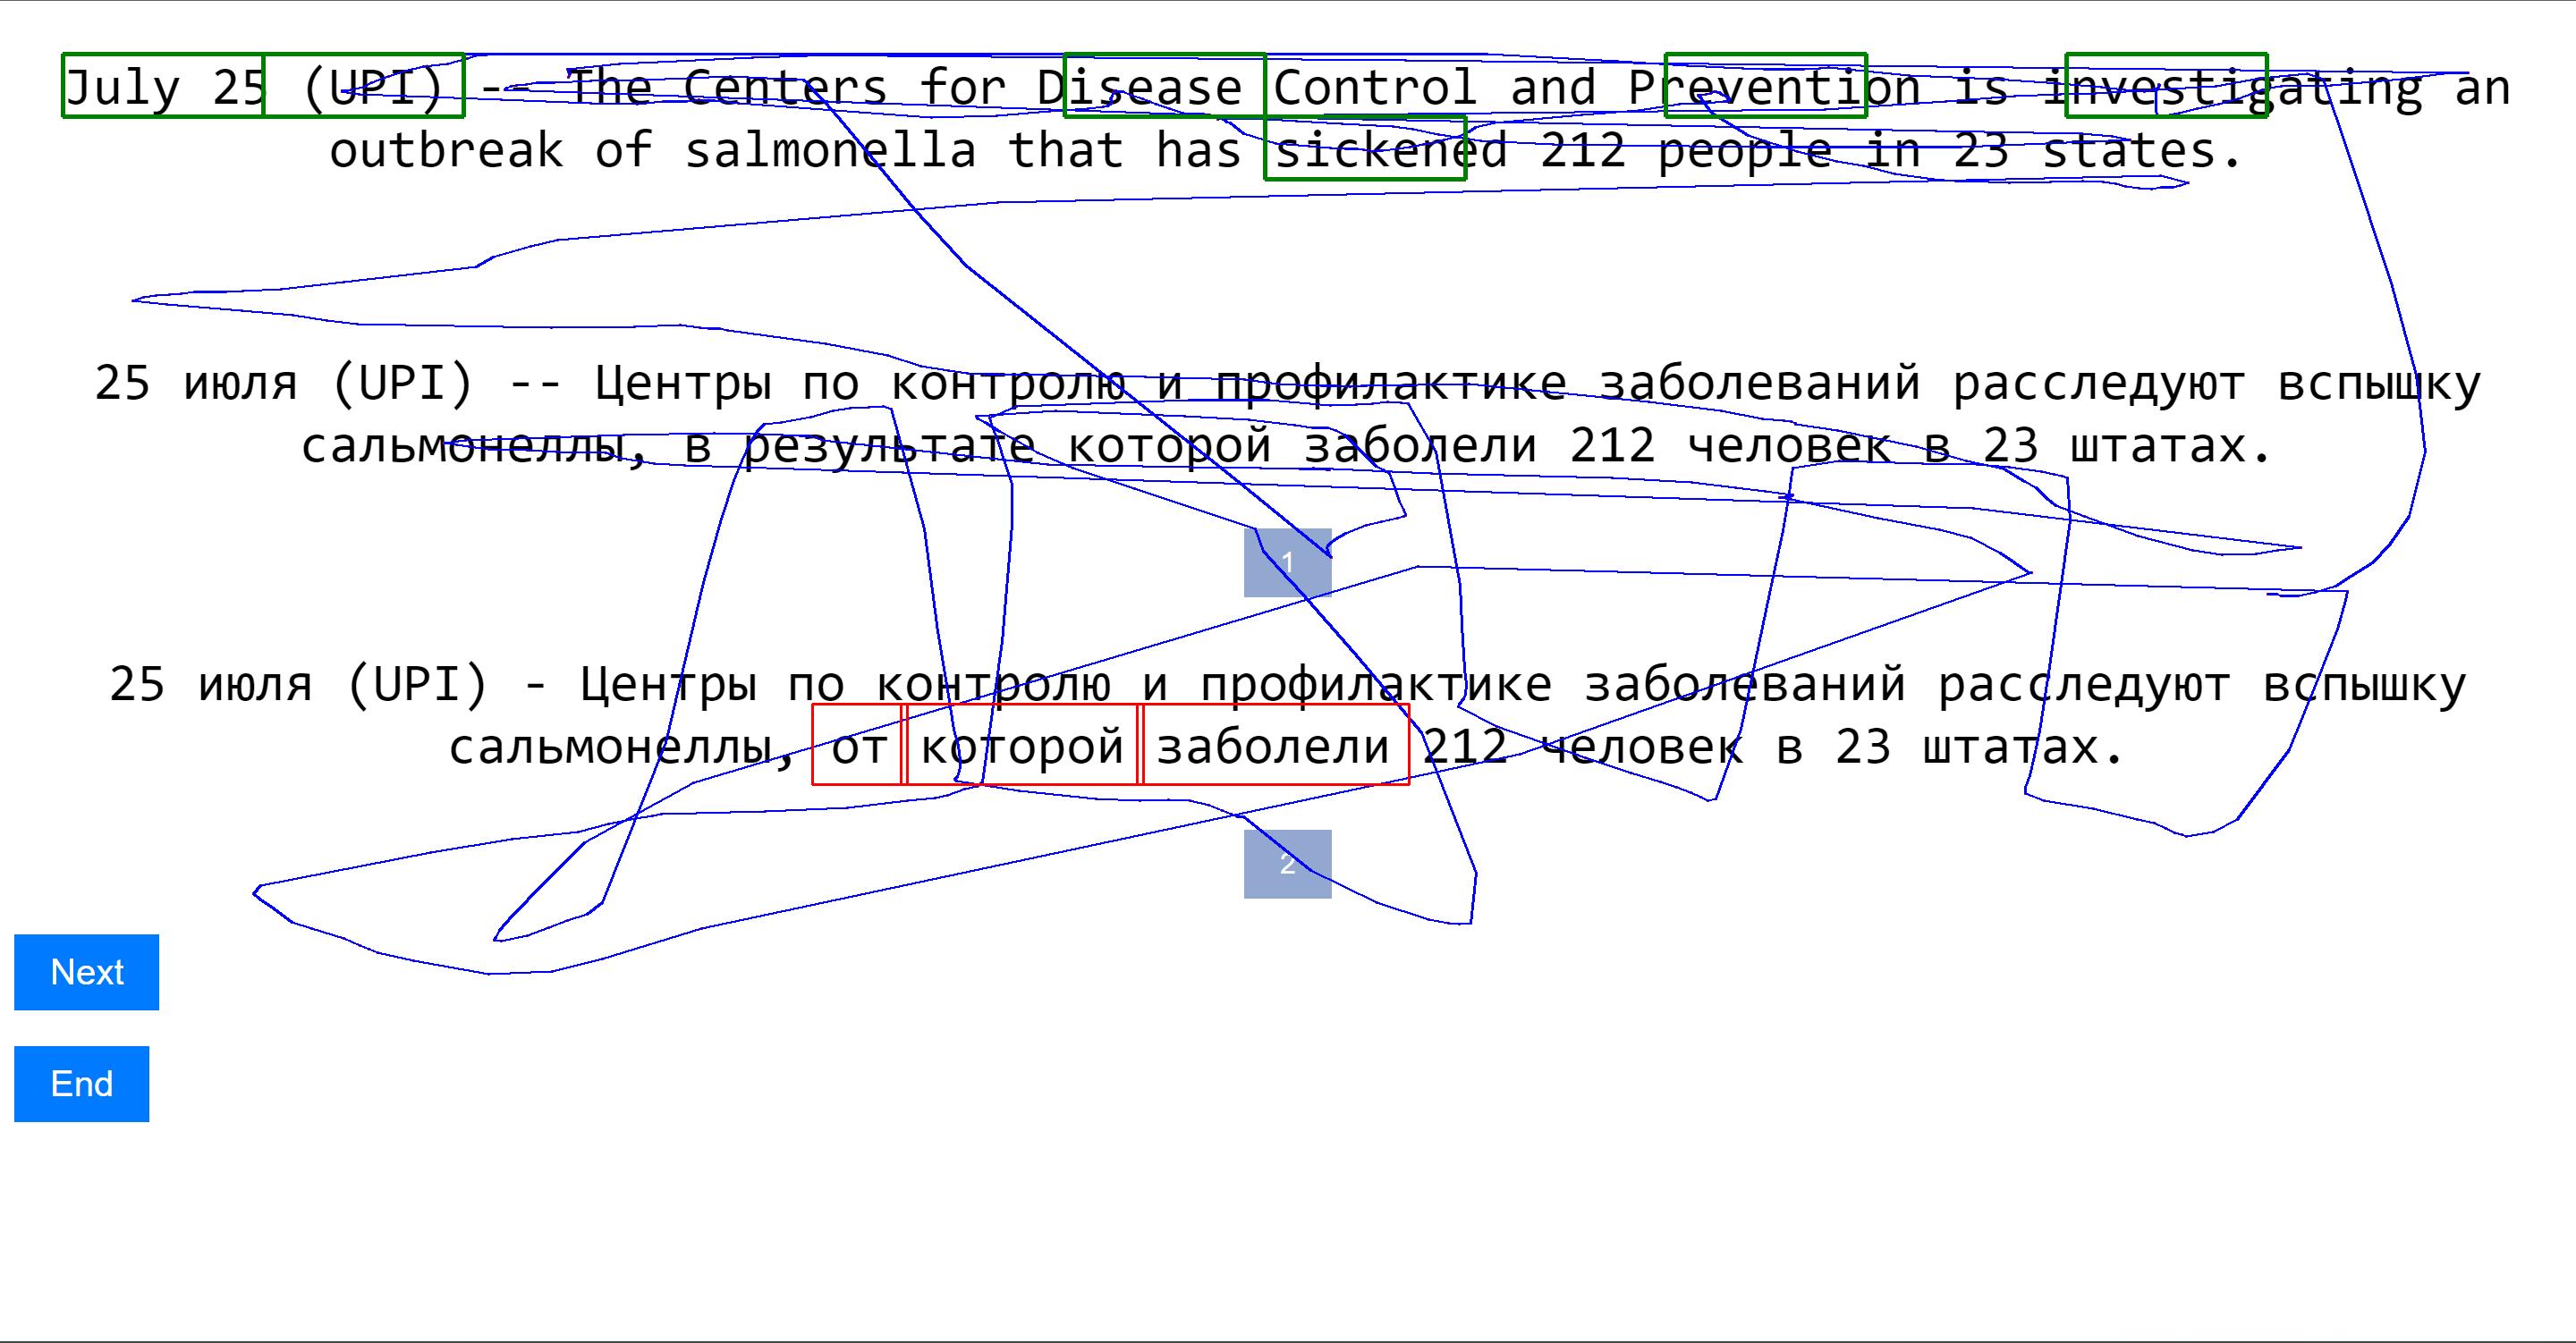 July 25 (UPI) -- The Centers for Disease Control and Prevention is investigating an
outbreak of salmonella that has sickened 212 people in 23 states.
25 июля (UPI) -- Центры по контролю и профилактике заболеваний расследуют вспышку
сальмонеллы, в результате которой заболели 212 человек в 23 штатах.
1
25 июля (UPI) - Центры по контролю и профилактике заболеваний расследуют вспышку
сальмонеллы, от которой заболели 212 человек в 23 штатах.
2
Next
End